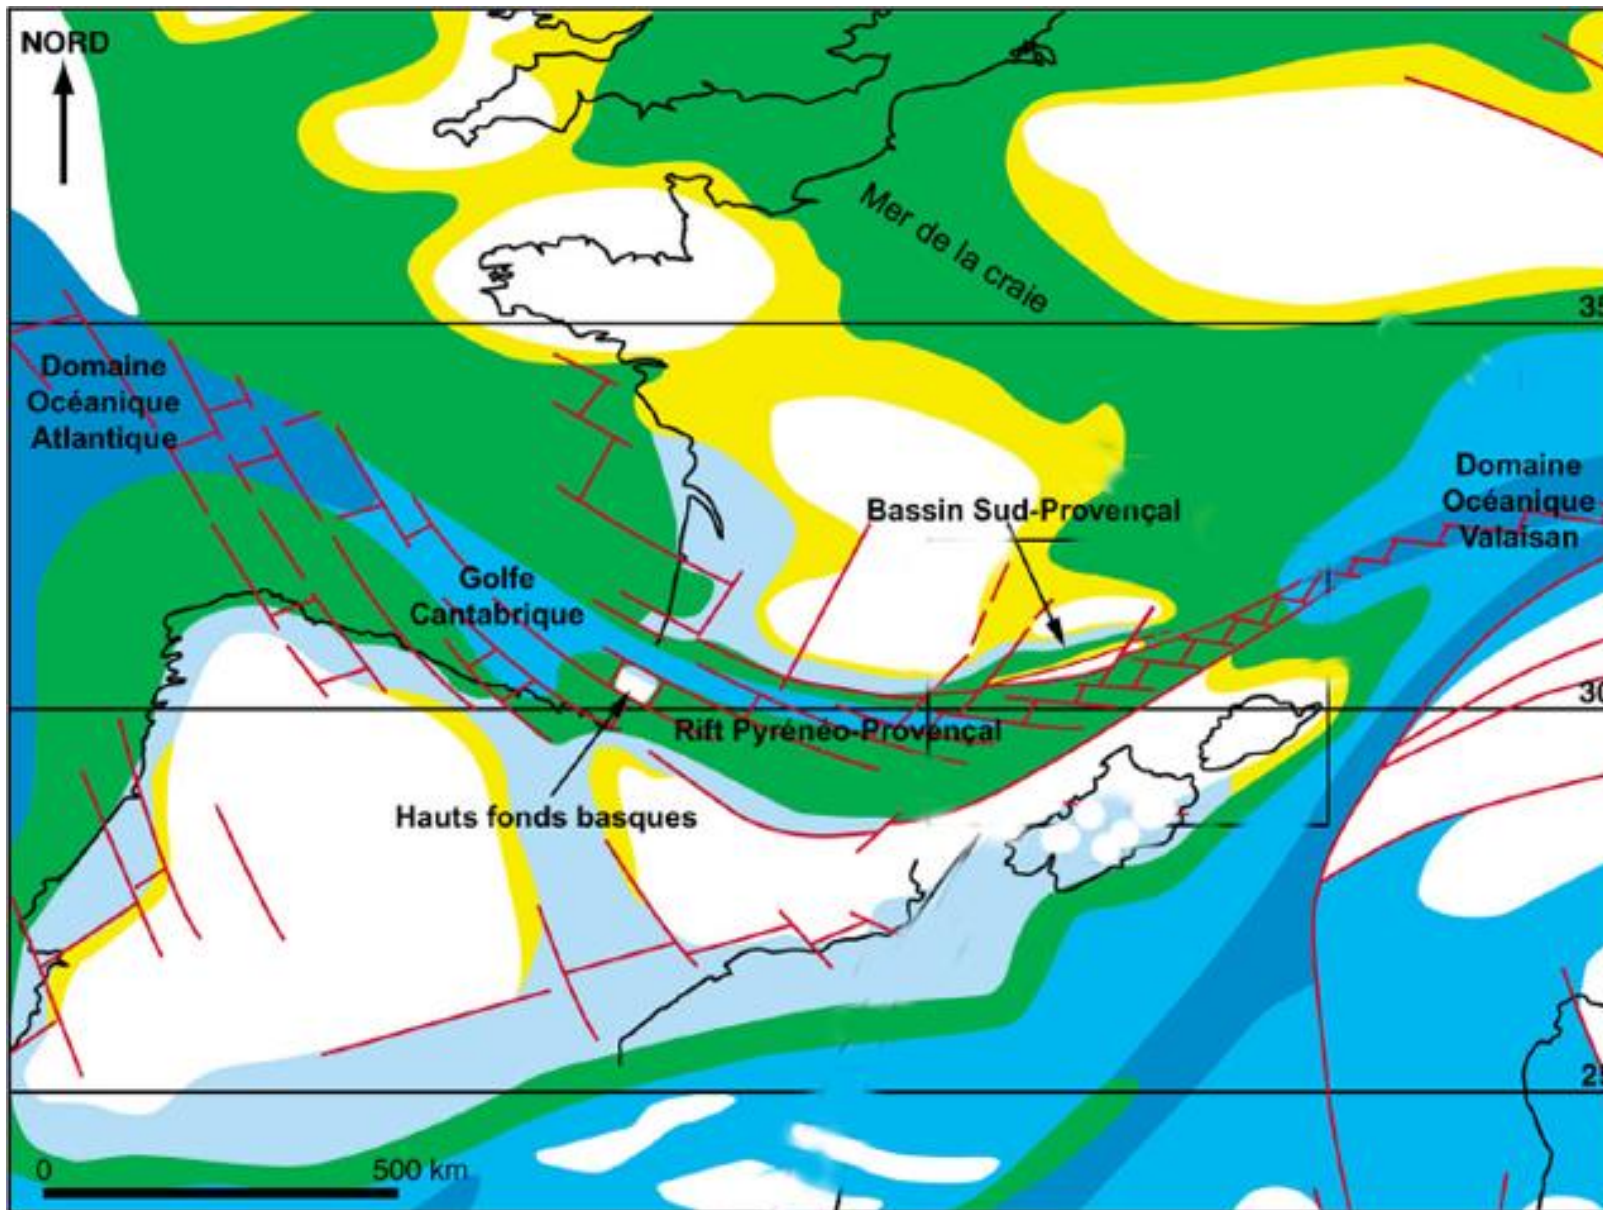 NORD
Mer de la craie
35
Domaine
Océanique
Atlantique
Domaine
Océanique
Valaisan
Bassin Sud-Provençal
Golfe
Cantabrique
30
Rift Pyrénéo-Provençal
Hauts fonds basques
25
0
500 km